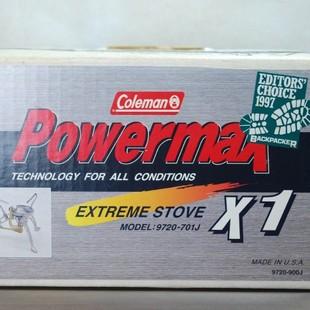 Coleman
EDITORS'
CHOICE
1997
BACKPACKER
Powermax
TECHNOLOGY FOR ALL CONDITIONS
EXTREME STOVE
X1
MODEL:9720-701J
MADE IN U.S.A.
9720-900J